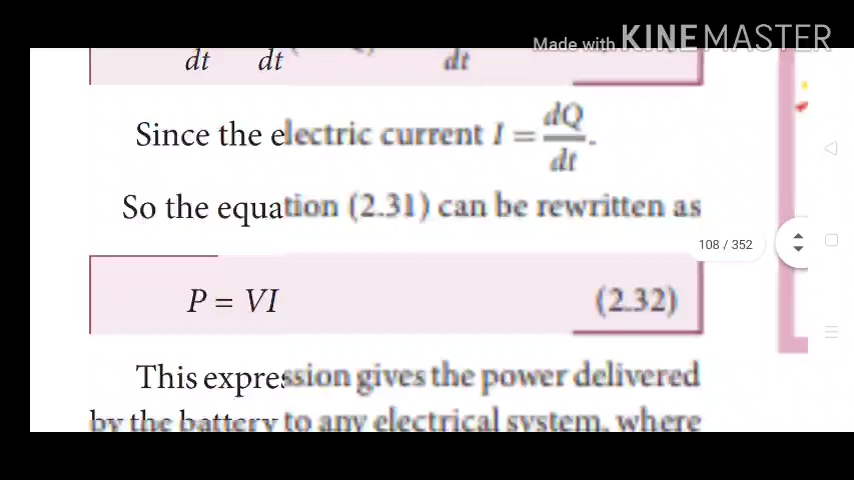 Made with KINEMASTER
dt dt dt
Since the electric current I = dQ/dt.
So the equation (2.31) can be rewritten as
108 / 352
P = VI (2.32)
This expression gives the power delivered
by the battery to any electrical system, where